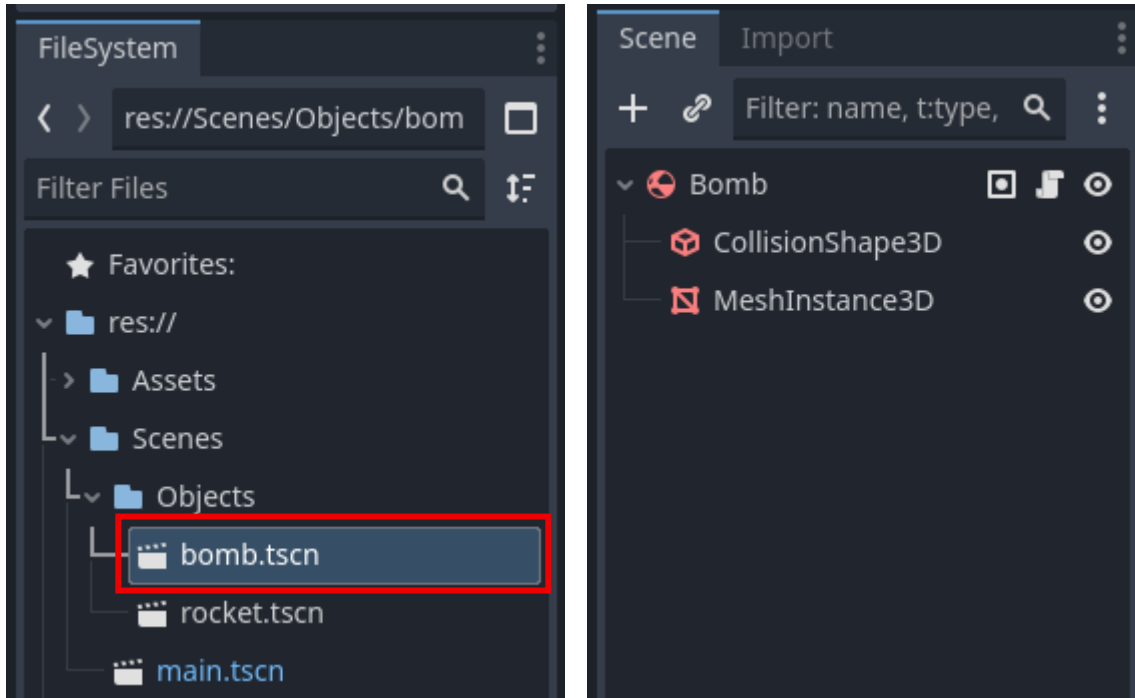 FileSystem
res://Scenes/Objects/bom
Filter Files
Favorites:
res://
Assets
Scenes
Objects
bomb.tscn
rocket.tscn
main.tscn
Scene Import
Filter: name, t:type,
Bomb
CollisionShape3D
MeshInstance3D